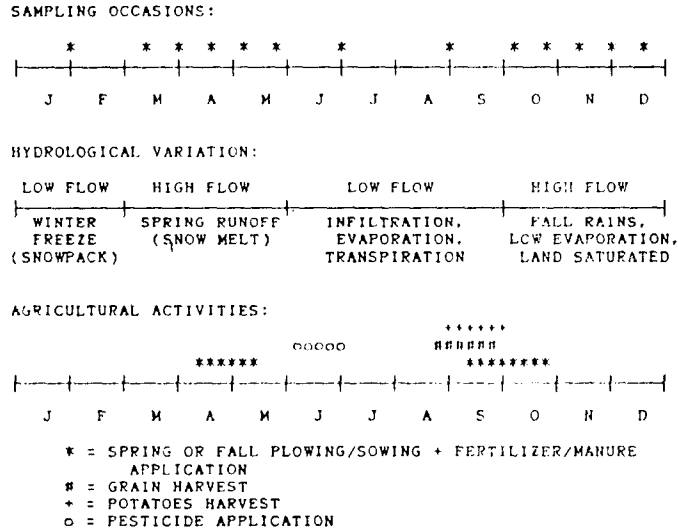 SAMPLING OCCASIONS:
* * * * * * * * * * * * *
J F M A M J J A S O N D
HYDROLOGICAL VARIATION:
LOW FLOW HIGH FLOW LOW FLOW HIGH FLOW
WINTER SPRING RUNOFF INFILTRATION, FALL RAINS,
FREEZE (SNOW MELT) EVAPORATION, LOW EVAPORATION,
(SNOWPACK) TRANSPIRATION LAND SATURATED
AGRICULTURAL ACTIVITIES:
++++++
ooooo ######
****** ********
J F M A M J J A S O N D
* = SPRING OR FALL PLOWING/SOWING + FERTILIZER/MANURE
APPLICATION
# = GRAIN HARVEST
+ = POTATOES HARVEST
o = PESTICIDE APPLICATION